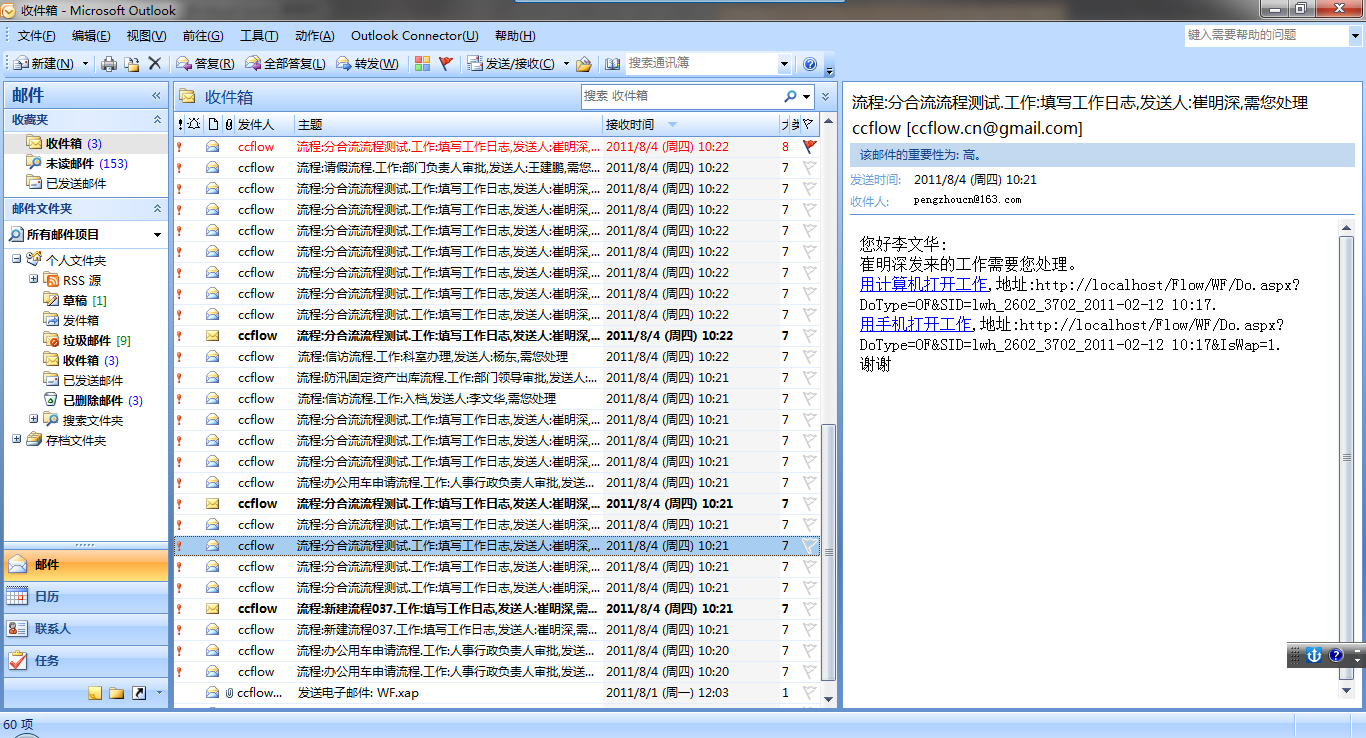 收件箱 - Microsoft Outlook
文件(F) 编辑(E) 视图(V) 前往(G) 工具(T) 动作(A) Outlook Connector(U) 帮助(H) 键入需要帮助的问题
新建(N) 答复(R) 全部答复(L) 转发(W) 发送/接收(C) 搜索通讯簿
邮件
收藏夹
收件箱 (3)
未读邮件 (153)
已发送邮件
邮件文件夹
所有邮件项目
个人文件夹
RSS 源
草稿 [1]
发件箱
垃圾邮件 [9]
收件箱 (3)
已发送邮件
已删除邮件 (3)
搜索文件夹
存档文件夹
邮件
日历
联系人
任务
收件箱 搜索 收件箱
发件人 主题 接收时间
ccflow 流程:分合流流程测试.工作:填写工作日志,发送人:崔明深,... 2011/8/4 (周四) 10:22 8
ccflow 流程:请假流程.工作:部门负责人审批,发送人:王建鹏,需您... 2011/8/4 (周四) 10:22 7
ccflow 流程:分合流流程测试.工作:填写工作日志,发送人:崔明深,... 2011/8/4 (周四) 10:22 7
ccflow 流程:分合流流程测试.工作:填写工作日志,发送人:崔明深,... 2011/8/4 (周四) 10:22 7
ccflow 流程:分合流流程测试.工作:填写工作日志,发送人:崔明深,... 2011/8/4 (周四) 10:22 7
ccflow 流程:分合流流程测试.工作:填写工作日志,发送人:崔明深,... 2011/8/4 (周四) 10:22 7
ccflow 流程:分合流流程测试.工作:填写工作日志,发送人:崔明深,... 2011/8/4 (周四) 10:22 7
ccflow 流程:分合流流程测试.工作:填写工作日志,发送人:崔明深,... 2011/8/4 (周四) 10:22 7
ccflow 流程:分合流流程测试.工作:填写工作日志,发送人:崔明深,... 2011/8/4 (周四) 10:22 7
ccflow 流程:分合流流程测试.工作:填写工作日志,发送人:崔明深,... 2011/8/4 (周四) 10:22 7
ccflow 流程:信访流程.工作:科室办理,发送人:杨东,需您处理 2011/8/4 (周四) 10:22 7
ccflow 流程:防汛固定资产出库流程.工作:部门领导审批,发送人:... 2011/8/4 (周四) 10:21 7
ccflow 流程:信访流程.工作:入档,发送人:李文华,需您处理 2011/8/4 (周四) 10:21 7
ccflow 流程:分合流流程测试.工作:填写工作日志,发送人:崔明深,... 2011/8/4 (周四) 10:21 7
ccflow 流程:分合流流程测试.工作:填写工作日志,发送人:崔明深,... 2011/8/4 (周四) 10:21 7
ccflow 流程:分合流流程测试.工作:填写工作日志,发送人:崔明深,... 2011/8/4 (周四) 10:21 7
ccflow 流程:办公用车申请流程.工作:人事行政负责人审批,发送... 2011/8/4 (周四) 10:21 7
ccflow 流程:分合流流程测试.工作:填写工作日志,发送人:崔明深,... 2011/8/4 (周四) 10:21 7
ccflow 流程:分合流流程测试.工作:填写工作日志,发送人:崔明深,... 2011/8/4 (周四) 10:21 7
ccflow 流程:分合流流程测试.工作:填写工作日志,发送人:崔明深,... 2011/8/4 (周四) 10:21 7
ccflow 流程:分合流流程测试.工作:填写工作日志,发送人:崔明深,... 2011/8/4 (周四) 10:21 7
ccflow 流程:分合流流程测试.工作:填写工作日志,发送人:崔明深,... 2011/8/4 (周四) 10:21 7
ccflow 流程:新建流程037.工作:填写工作日志,发送人:崔明深,需... 2011/8/4 (周四) 10:21 7
ccflow 流程:新建流程037.工作:填写工作日志,发送人:崔明深,需... 2011/8/4 (周四) 10:21 7
ccflow 流程:办公用车申请流程.工作:人事行政负责人审批,发送... 2011/8/4 (周四) 10:20 7
ccflow 流程:办公用车申请流程.工作:人事行政负责人审批,发送... 2011/8/4 (周四) 10:20 7
ccflow... 发送电子邮件: WF.xap 2011/8/1 (周一) 12:03 1
流程:分合流流程测试.工作:填写工作日志,发送人:崔明深,需您处理
ccflow [ccflow.cn@gmail.com]
该邮件的重要性为: 高。
发送时间: 2011/8/4 (周四) 10:21
收件人: pengzhoucn@163.com
您好李文华:
崔明深发来的工作需要您处理。
用计算机打开工作,地址:http://localhost/Flow/WF/Do.aspx?
DoType=OF&SID=lwh_2602_3702_2011-02-12 10:17.
用手机打开工作,地址:http://localhost/Flow/WF/Do.aspx?
DoType=OF&SID=lwh_2602_3702_2011-02-12 10:17&IsWap=1.
谢谢
60 项